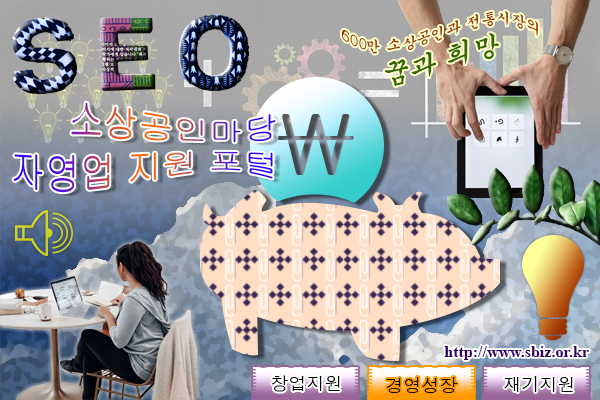 SEO
600만 소상공인과 전통시장의
꿈과 희망
소상공인마당
자영업 지원 포털
₩
http://www.sbiz.or.kr
창업지원
경영성장
재기지원